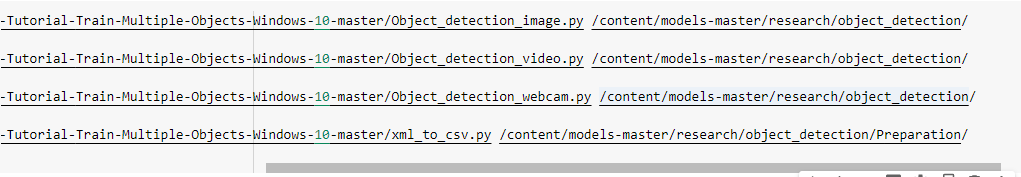 -Tutorial-Train-Multiple-Objects-Windows-10-master/Object_detection_image.py /content/models-master/research/object_detection/
-Tutorial-Train-Multiple-Objects-Windows-10-master/Object_detection_video.py /content/models-master/research/object_detection/
-Tutorial-Train-Multiple-Objects-Windows-10-master/Object_detection_webcam.py /content/models-master/research/object_detection/
-Tutorial-Train-Multiple-Objects-Windows-10-master/xml_to_csv.py /content/models-master/research/object_detection/Preparation/